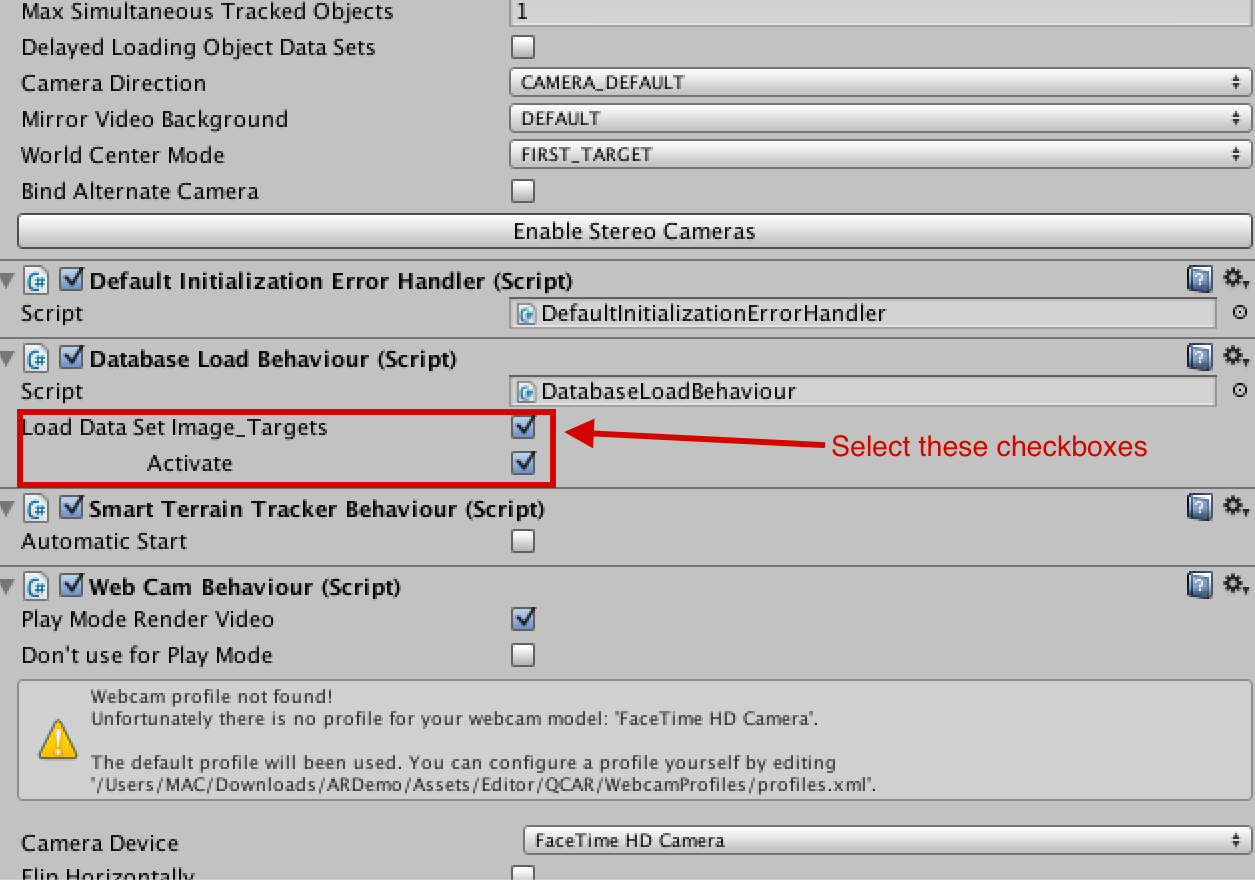 Max Simultaneous Tracked Objects 1
Delayed Loading Object Data Sets
Camera Direction CAMERA_DEFAULT
Mirror Video Background DEFAULT
World Center Mode FIRST_TARGET
Bind Alternate Camera
Enable Stereo Cameras
C# Default Initialization Error Handler (Script) ?
Script DefaultInitializationErrorHandler
C# Database Load Behaviour (Script) ?
Script DatabaseLoadBehaviour
Load Data Set Image_Targets
Select these checkboxes
Activate
C# Smart Terrain Tracker Behaviour (Script) ?
Automatic Start
C# Web Cam Behaviour (Script) ?
Play Mode Render Video
Don't use for Play Mode
Webcam profile not found!
Unfortunately there is no profile for your webcam model: 'FaceTime HD Camera'.
The default profile will be used. You can configure a profile yourself by editing
'/Users/MAC/Downloads/ARDemo/Assets/Editor/QCAR/WebcamProfiles/profiles.xml'.
Camera Device FaceTime HD Camera
Flip Horizontally